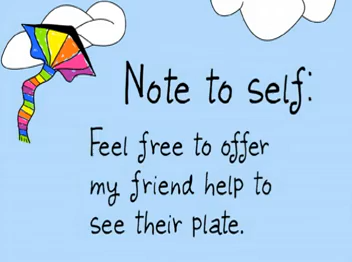 Note to self:
Feel free to offer
my friend help to
see their plate.